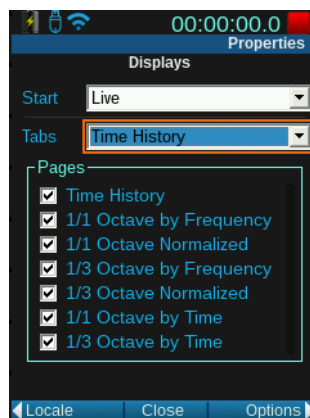 00:00:00.0
Properties
Displays
Start Live
Tabs Time History
Pages
Time History
1/1 Octave by Frequency
1/1 Octave Normalized
1/3 Octave by Frequency
1/3 Octave Normalized
1/1 Octave by Time
1/3 Octave by Time
Locale Close Options